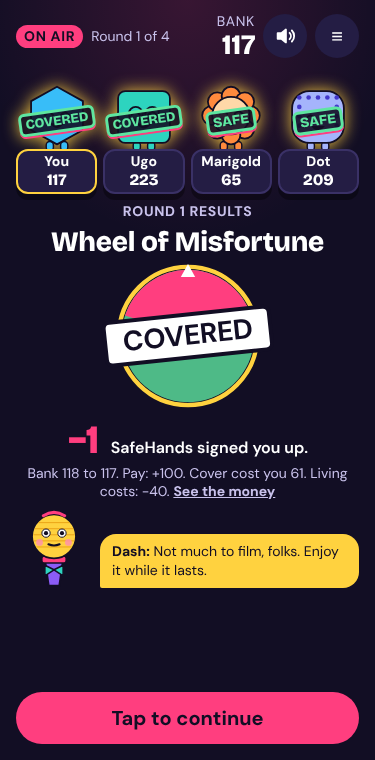 ON AIR
Round 1 of 4
BANK
117
COVERED
COVERED
SAFE
SAFE
You
117
Ugo
223
Marigold
65
Dot
209
ROUND 1 RESULTS
Wheel of Misfortune
COVERED
−1 SafeHands signed you up.
Bank 118 to 117. Pay: +100. Cover cost you 61. Living
costs: −40. See the money
Dash: Not much to film, folks. Enjoy
it while it lasts.
Tap to continue